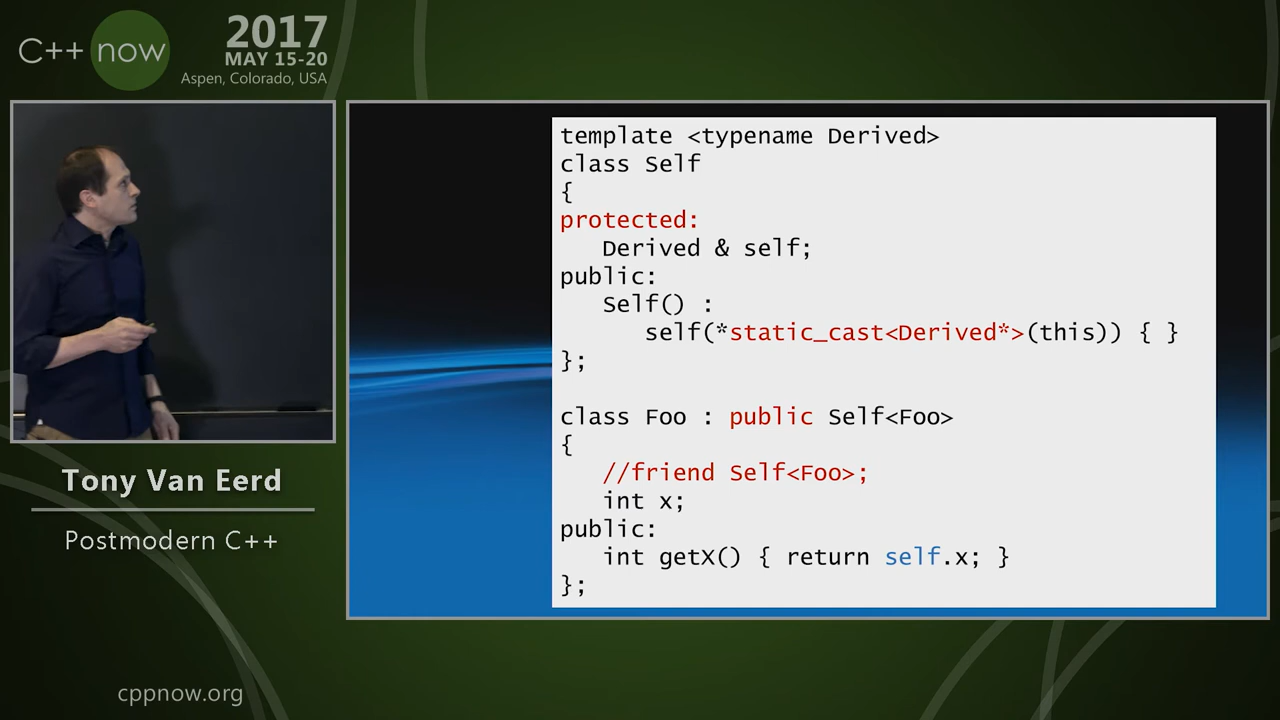 C++ now
2017
MAY 15-20
Aspen, Colorado, USA
template <typename Derived>
class Self
{
protected:
   Derived & self;
public:
   Self() :
      self(*static_cast<Derived*>(this)) { }
};

class Foo : public Self<Foo>
{
   //friend Self<Foo>;
   int x;
public:
   int getX() { return self.x; }
};
Tony Van Eerd
Postmodern C++
cppnow.org